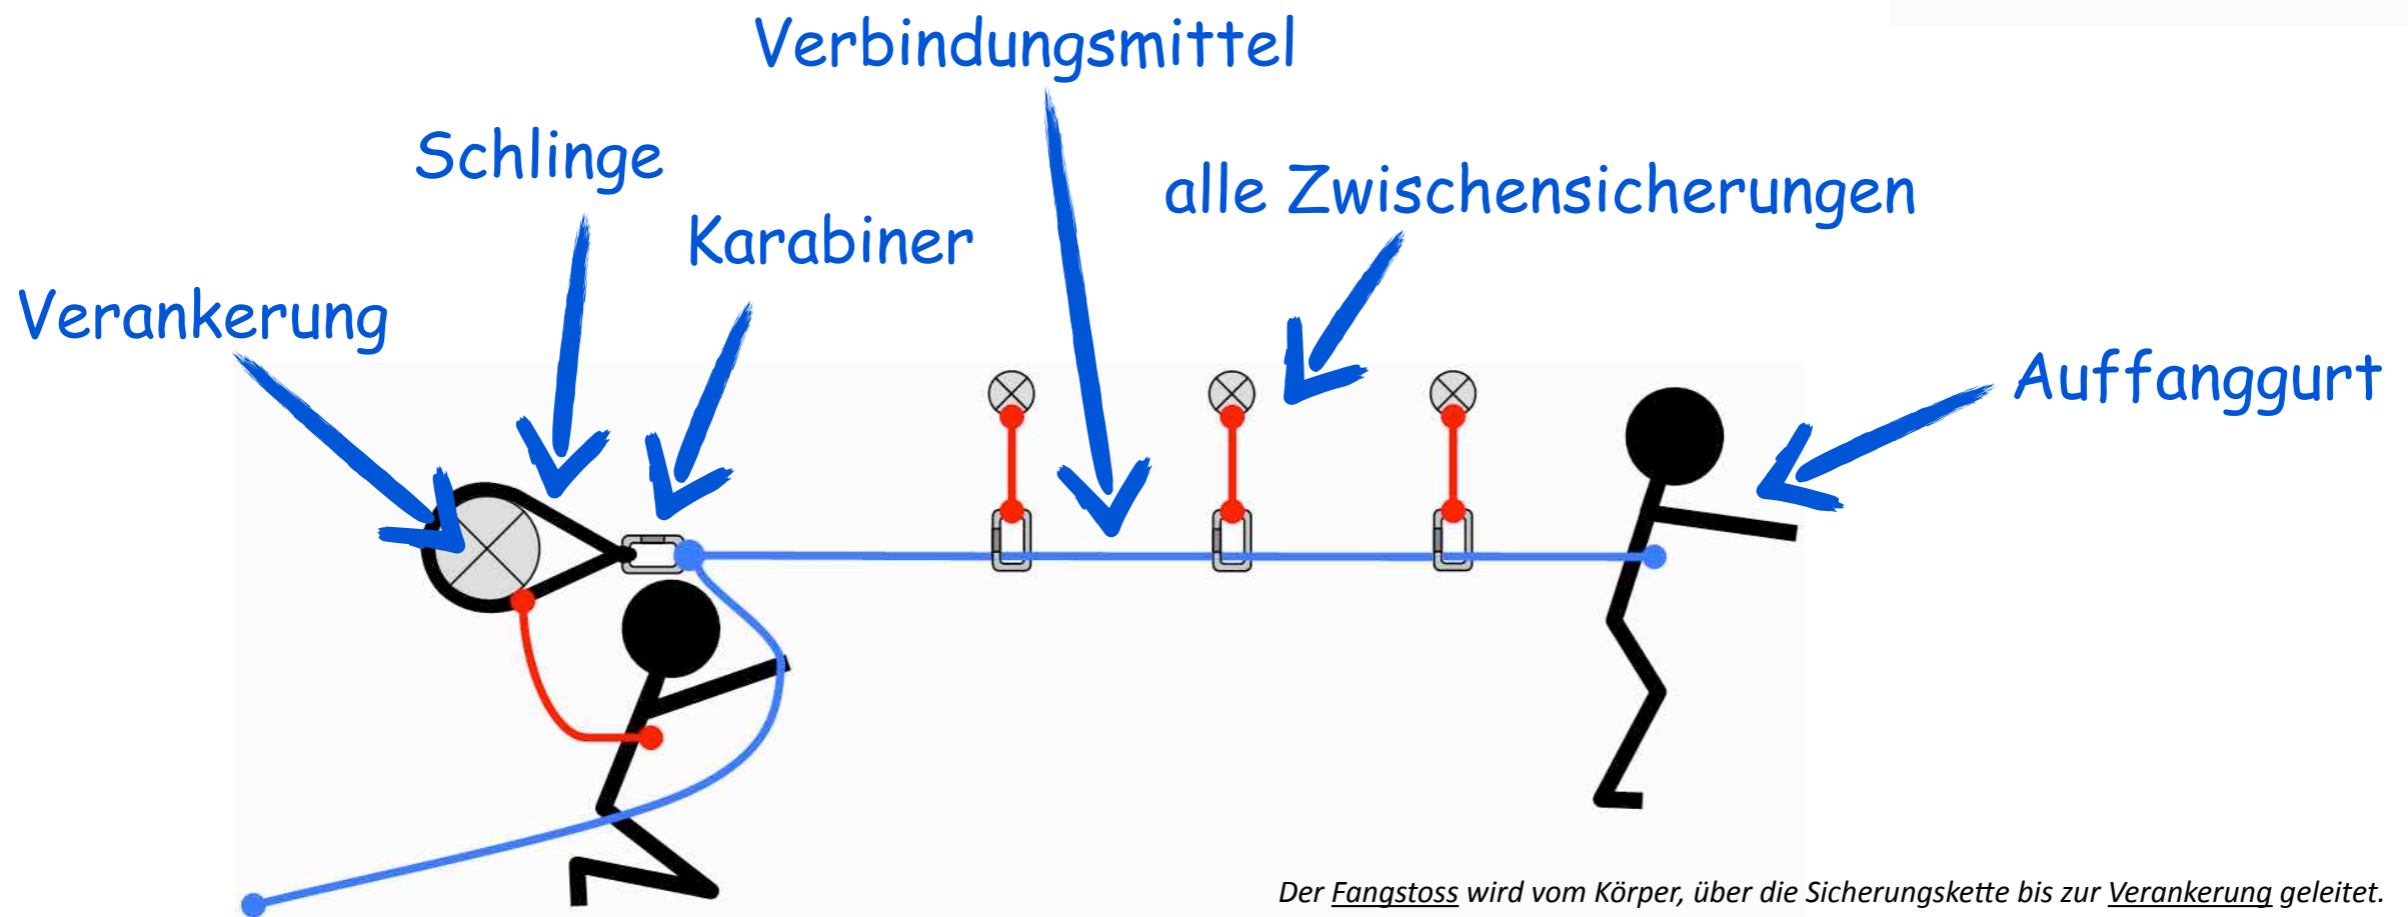 Verbindungsmittel
Schlinge
alle Zwischensicherungen
Karabiner
Verankerung
Auffanggurt
Der Fangstoss wird vom Körper, über die Sicherungskette bis zur Verankerung geleitet.